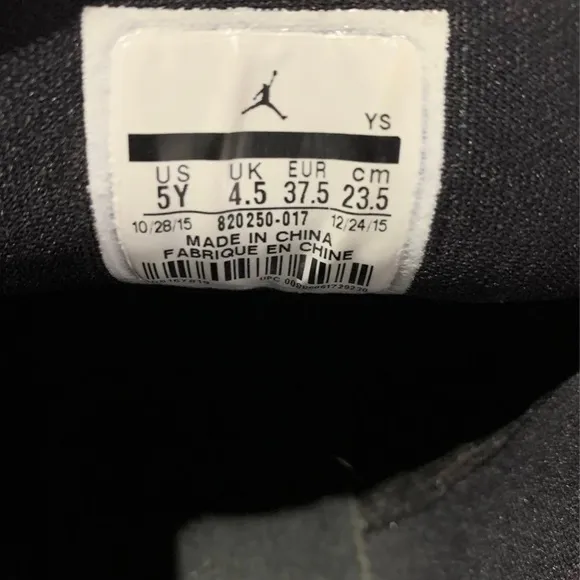 YS
US UK EUR cm
5Y 4.5 37.5 23.5
10/28/15 820250-017 12/24/15
MADE IN CHINA
FABRIQUE EN CHINE
UPC